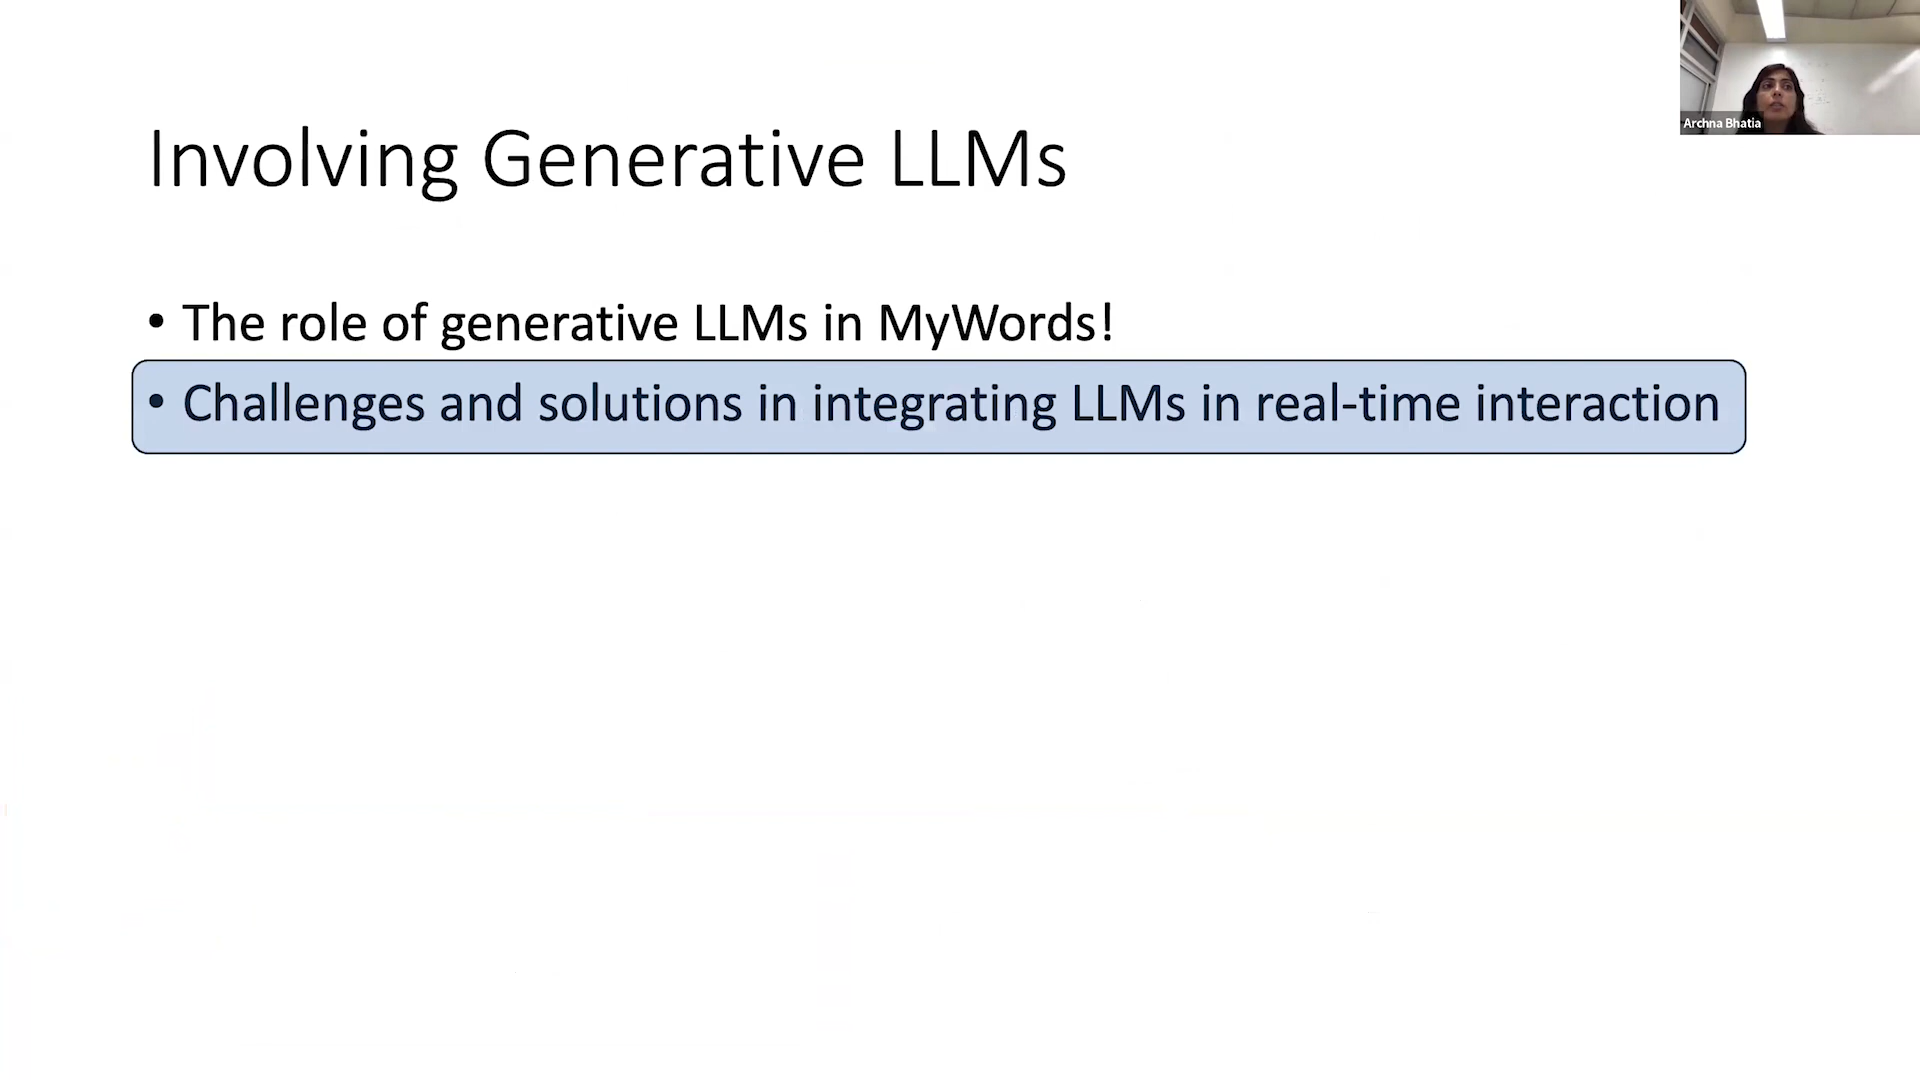 Archna Bhatia
Involving Generative LLMs
• The role of generative LLMs in MyWords!
• Challenges and solutions in integrating LLMs in real-time interaction